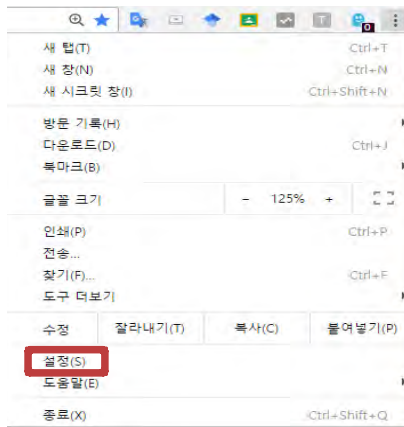 T
0
새 탭(T) Ctrl+T
새 창(N) Ctrl+N
새 시크릿 창(I) Ctrl+Shift+N
방문 기록(H)
다운로드(D) Ctrl+J
북마크(B)
글꼴 크기 - 125% +
인쇄(P) Ctrl+P
전송...
찾기(F)... Ctrl+F
도구 더보기
수정 잘라내기(T) 복사(C) 붙여넣기(P)
설정(S)
도움말(E)
종료(X) Ctrl+Shift+Q